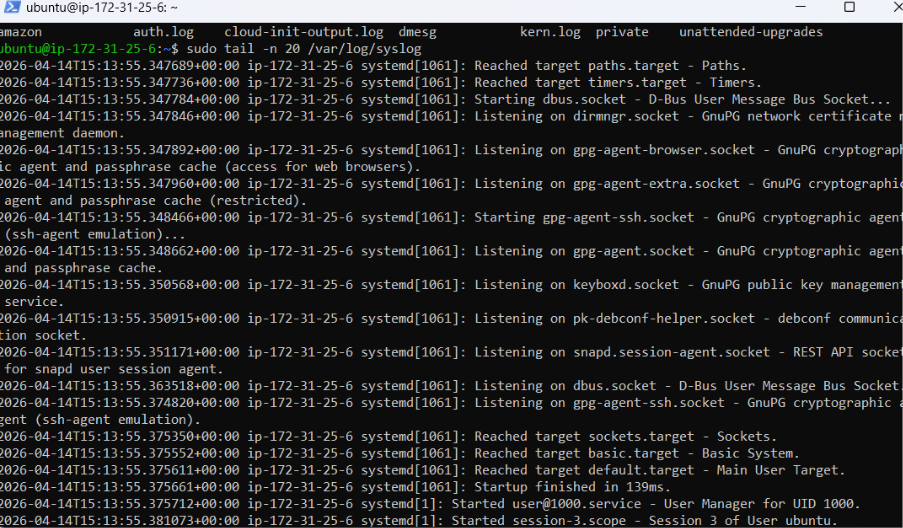 ubuntu@ip-172-31-25-6: ~
amazon auth.log cloud-init-output.log dmesg kern.log private unattended-upgrades
ubuntu@ip-172-31-25-6:~$ sudo tail -n 20 /var/log/syslog
2026-04-14T15:13:55.347689+00:00 ip-172-31-25-6 systemd[1061]: Reached target paths.target - Paths.
2026-04-14T15:13:55.347736+00:00 ip-172-31-25-6 systemd[1061]: Reached target timers.target - Timers.
2026-04-14T15:13:55.347784+00:00 ip-172-31-25-6 systemd[1061]: Starting dbus.socket - D-Bus User Message Bus Socket...
2026-04-14T15:13:55.347846+00:00 ip-172-31-25-6 systemd[1061]: Listening on dirmngr.socket - GnuPG network certificate m
anagement daemon.
2026-04-14T15:13:55.347892+00:00 ip-172-31-25-6 systemd[1061]: Listening on gpg-agent-browser.socket - GnuPG cryptograph
ic agent and passphrase cache (access for web browsers).
2026-04-14T15:13:55.347960+00:00 ip-172-31-25-6 systemd[1061]: Listening on gpg-agent-extra.socket - GnuPG cryptographic
agent and passphrase cache (restricted).
2026-04-14T15:13:55.348466+00:00 ip-172-31-25-6 systemd[1061]: Starting gpg-agent-ssh.socket - GnuPG cryptographic agent
(ssh-agent emulation)...
2026-04-14T15:13:55.348662+00:00 ip-172-31-25-6 systemd[1061]: Listening on gpg-agent.socket - GnuPG cryptographic agent
and passphrase cache.
2026-04-14T15:13:55.350568+00:00 ip-172-31-25-6 systemd[1061]: Listening on keyboxd.socket - GnuPG public key management
service.
2026-04-14T15:13:55.350915+00:00 ip-172-31-25-6 systemd[1061]: Listening on pk-debconf-helper.socket - debconf communica
tion socket.
2026-04-14T15:13:55.351171+00:00 ip-172-31-25-6 systemd[1061]: Listening on snapd.session-agent.socket - REST API socket
for snapd user session agent.
2026-04-14T15:13:55.363518+00:00 ip-172-31-25-6 systemd[1061]: Listening on dbus.socket - D-Bus User Message Bus Socket.
2026-04-14T15:13:55.374820+00:00 ip-172-31-25-6 systemd[1061]: Listening on gpg-agent-ssh.socket - GnuPG cryptographic a
gent (ssh-agent emulation).
2026-04-14T15:13:55.375350+00:00 ip-172-31-25-6 systemd[1061]: Reached target sockets.target - Sockets.
2026-04-14T15:13:55.375552+00:00 ip-172-31-25-6 systemd[1061]: Reached target basic.target - Basic System.
2026-04-14T15:13:55.375611+00:00 ip-172-31-25-6 systemd[1061]: Reached target default.target - Main User Target.
2026-04-14T15:13:55.375661+00:00 ip-172-31-25-6 systemd[1061]: Startup finished in 139ms.
2026-04-14T15:13:55.375712+00:00 ip-172-31-25-6 systemd[1]: Started user@1000.service - User Manager for UID 1000.
2026-04-14T15:13:55.381073+00:00 ip-172-31-25-6 systemd[1]: Started session-3.scope - Session 3 of User ubuntu.